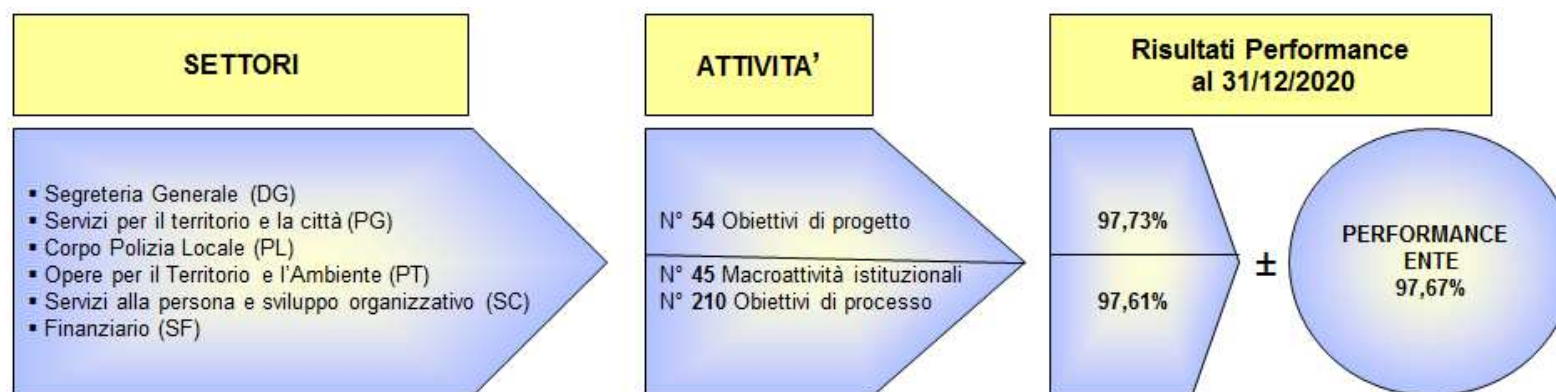 SETTORI
ATTIVITA’
Risultati Performance
al 31/12/2020
▪ Segreteria Generale (DG)
▪ Servizi per il territorio e la città (PG)
▪ Corpo Polizia Locale (PL)
▪ Opere per il Territorio e l’Ambiente (PT)
▪ Servizi alla persona e sviluppo organizzativo (SC)
▪ Finanziario (SF)
N° 54 Obiettivi di progetto
N° 45 Macroattività istituzionali
N° 210 Obiettivi di processo
97,73%
97,61%
±
PERFORMANCE
ENTE
97,67%